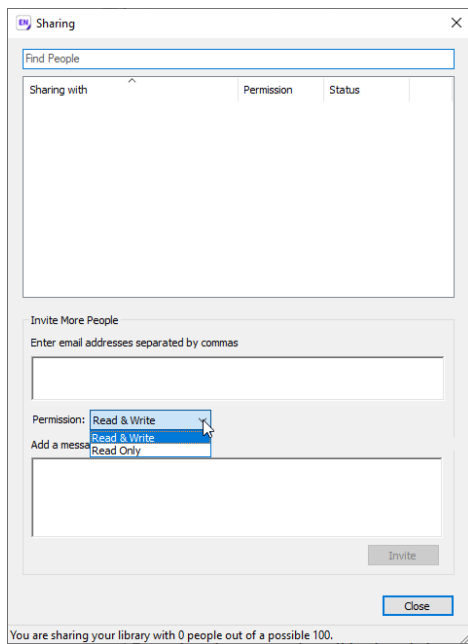 EN Sharing
Find People
Sharing with Permission Status
Invite More People
Enter email addresses separated by commas
Permission: Read & Write
Read & Write
Add a messa
Read Only
Invite
Close
You are sharing your library with 0 people out of a possible 100.